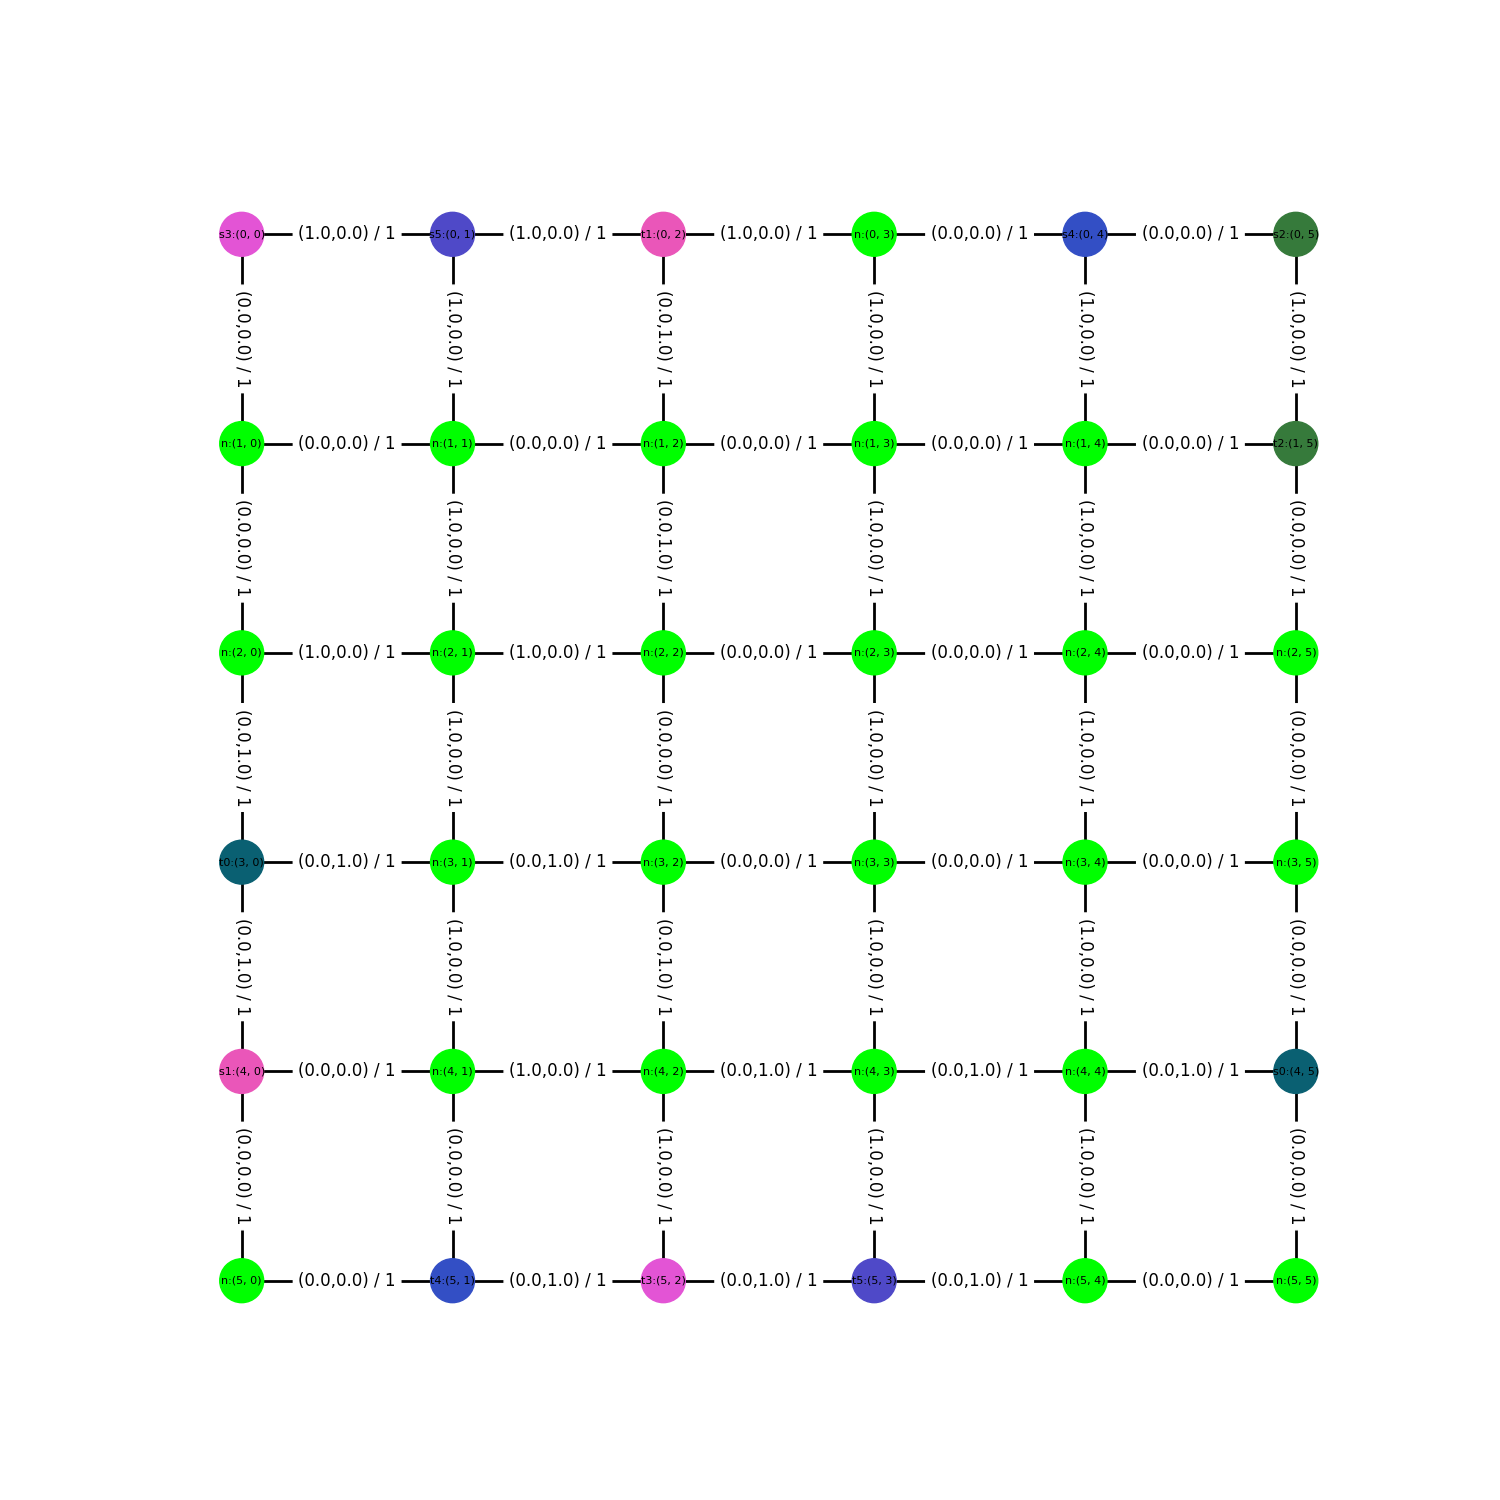 s3:(0, 0) (1.0,0.0) / 1 s5:(0, 1) (1.0,0.0) / 1 t1:(0, 2) (1.0,0.0) / 1 n:(0, 3) (0.0,0.0) / 1 s4:(0, 4) (0.0,0.0) / 1 s2:(0, 5)
(0.0,0.0) / 1 (1.0,0.0) / 1 (0.0,1.0) / 1 (1.0,0.0) / 1 (1.0,0.0) / 1 (1.0,0.0) / 1
n:(1, 0) (0.0,0.0) / 1 n:(1, 1) (0.0,0.0) / 1 n:(1, 2) (0.0,0.0) / 1 n:(1, 3) (0.0,0.0) / 1 n:(1, 4) (0.0,0.0) / 1 t2:(1, 5)
(0.0,0.0) / 1 (1.0,0.0) / 1 (0.0,1.0) / 1 (1.0,0.0) / 1 (1.0,0.0) / 1 (0.0,0.0) / 1
n:(2, 0) (1.0,0.0) / 1 n:(2, 1) (1.0,0.0) / 1 n:(2, 2) (0.0,0.0) / 1 n:(2, 3) (0.0,0.0) / 1 n:(2, 4) (0.0,0.0) / 1 n:(2, 5)
(0.0,1.0) / 1 (1.0,0.0) / 1 (0.0,0.0) / 1 (1.0,0.0) / 1 (1.0,0.0) / 1 (0.0,0.0) / 1
t0:(3, 0) (0.0,1.0) / 1 n:(3, 1) (0.0,1.0) / 1 n:(3, 2) (0.0,0.0) / 1 n:(3, 3) (0.0,0.0) / 1 n:(3, 4) (0.0,0.0) / 1 n:(3, 5)
(0.0,1.0) / 1 (1.0,0.0) / 1 (0.0,1.0) / 1 (1.0,0.0) / 1 (1.0,0.0) / 1 (0.0,0.0) / 1
s1:(4, 0) (0.0,0.0) / 1 n:(4, 1) (1.0,0.0) / 1 n:(4, 2) (0.0,1.0) / 1 n:(4, 3) (0.0,1.0) / 1 n:(4, 4) (0.0,1.0) / 1 s0:(4, 5)
(0.0,0.0) / 1 (0.0,0.0) / 1 (1.0,0.0) / 1 (1.0,0.0) / 1 (1.0,0.0) / 1 (0.0,0.0) / 1
n:(5, 0) (0.0,0.0) / 1 t4:(5, 1) (0.0,1.0) / 1 t3:(5, 2) (0.0,1.0) / 1 t5:(5, 3) (0.0,1.0) / 1 n:(5, 4) (0.0,0.0) / 1 n:(5, 5)